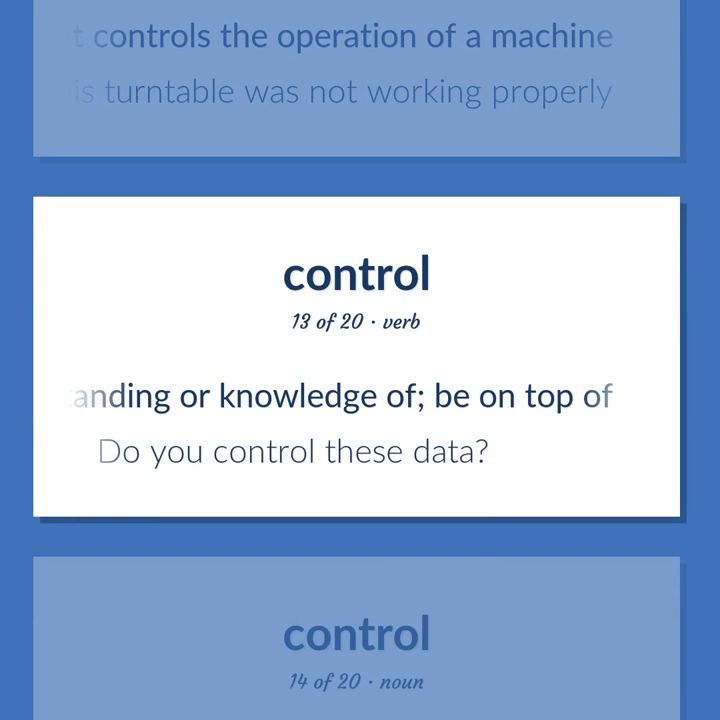 controls the operation of a machine
turntable was not working properly
control
13 of 20 · verb
or knowledge of; be on top of
Do you control these data?
control
14 of 20 · noun